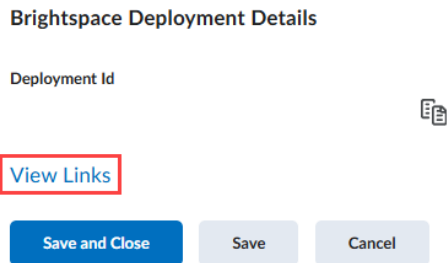 Brightspace Deployment Details
Deployment Id
View Links
Save and Close Save Cancel